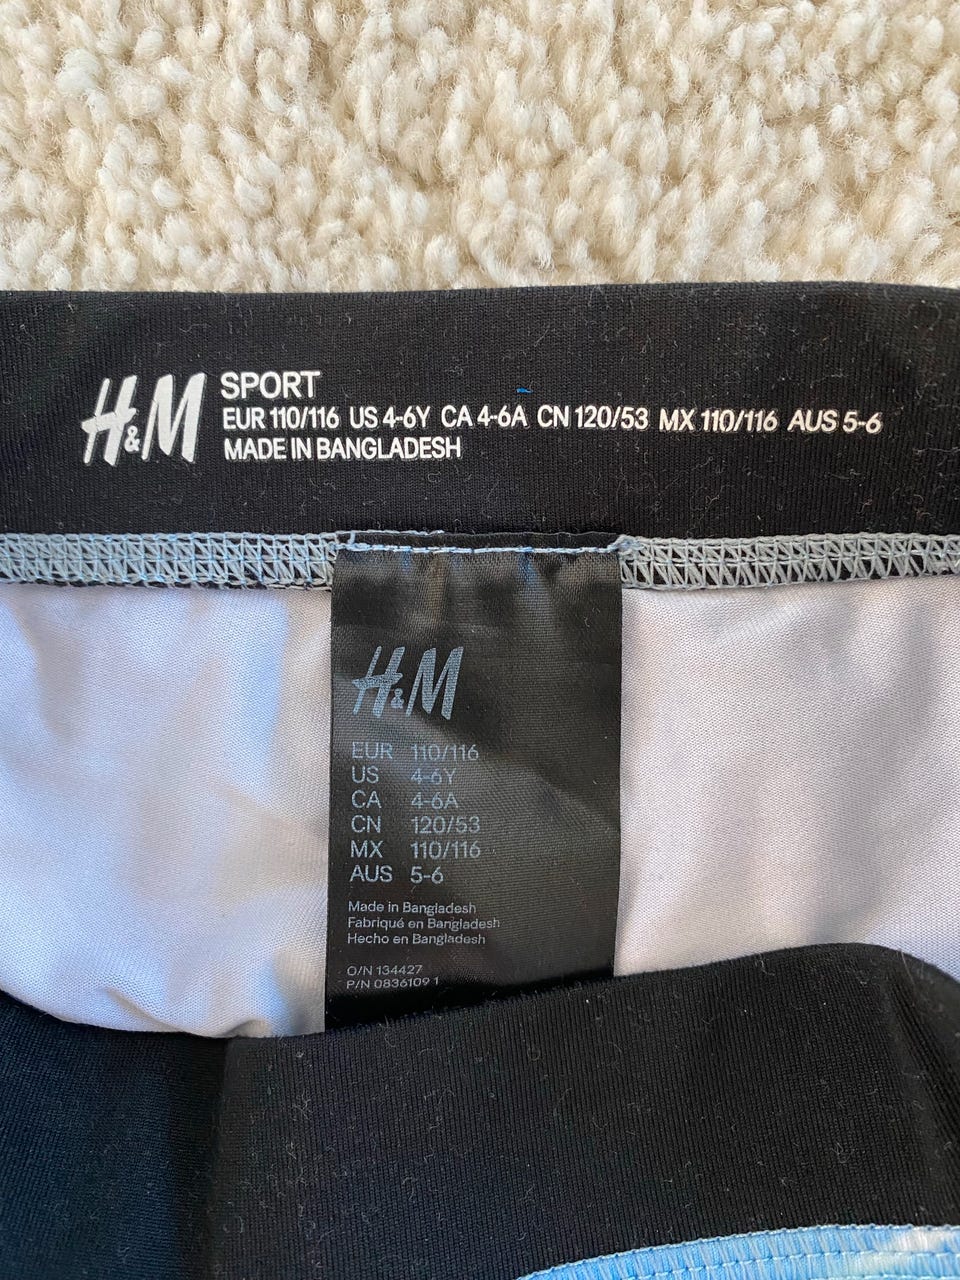 H&M SPORT
EUR 110/116 US 4-6Y CA 4-6A CN 120/53 MX 110/116 AUS 5-6
MADE IN BANGLADESH
H&M
EUR 110/116
US 4-6Y
CA 4-6A
CN 120/53
MX 110/116
AUS 5-6
Made in Bangladesh
Fabriqué en Bangladesh
Hecho en Bangladesh
O/N 134427
P/N 0836109 1